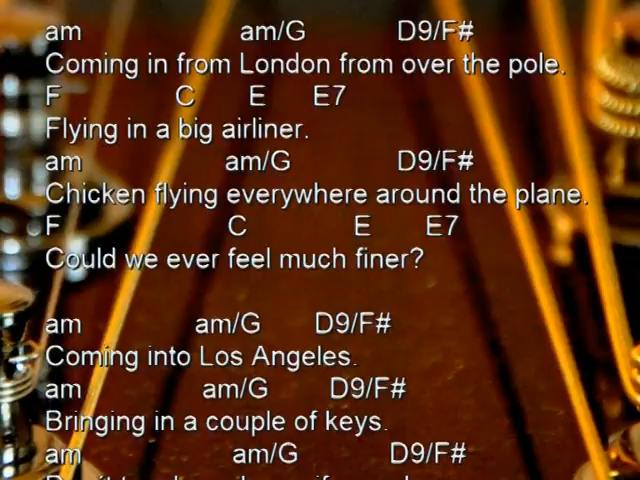 am am/G D9/F#
Coming in from London from over the pole.
F C E E7
Flying in a big airliner.
am am/G D9/F#
Chicken flying everywhere around the plane.
F C E E7
Could we ever feel much finer?
am am/G D9/F#
Coming into Los Angeles.
am am/G D9/F#
Bringing in a couple of keys.
am am/G D9/F#